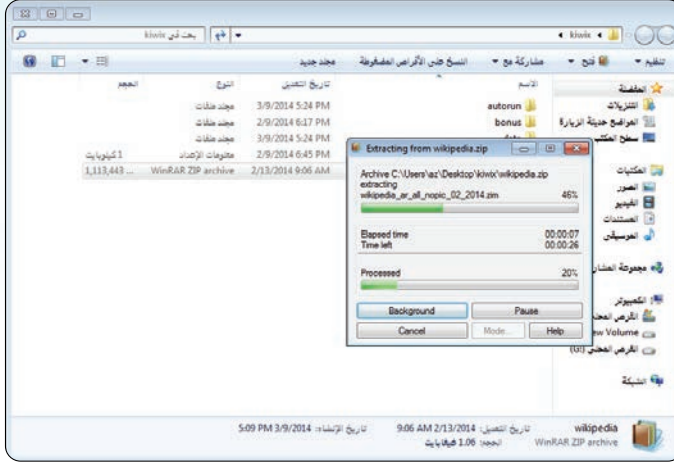 kiwix
بحث في kiwix
تنظيم
فتح
مشاركة مع
النسخ على الأقراص المضغوطة
مجلد جديد
الاسم
تاريخ التعديل
النوع
الحجم
autorun
3/9/2014 5:24 PM
مجلد ملفات
bonus
2/9/2014 6:17 PM
مجلد ملفات
3/9/2014 5:24 PM
مجلد ملفات
2/9/2014 6:45 PM
معلومات الإعداد
1 كيلوبايت
2/13/2014 9:06 AM
WinRAR ZIP archive
1,113,443 ...
المفضلة
التنزيلات
المواضع حديثة الزيارة
سطح المكتب
المكتبات
الصور
الفيديو
المستندات
الموسيقى
مجموعة المشار
الكمبيوتر
القرص المحلي
ew Volume
القرص المحلي (G:)
الشبكة
Extracting from wikipedia.zip
Archive C:\Users\az\Desktop\kiwix\wikipedia.zip
extracting
wikipedia_ar_all_nopic_02_2014.zim 46%
Elapsed time 00:00:07
Time left 00:00:26
Processed 20%
Background
Pause
Cancel
Mode...
Help
wikipedia
تاريخ التعديل: 2/13/2014 9:06 AM
تاريخ الإنشاء: 3/9/2014 5:09 PM
WinRAR ZIP archive
الحجم: 1.06 غيغابايت